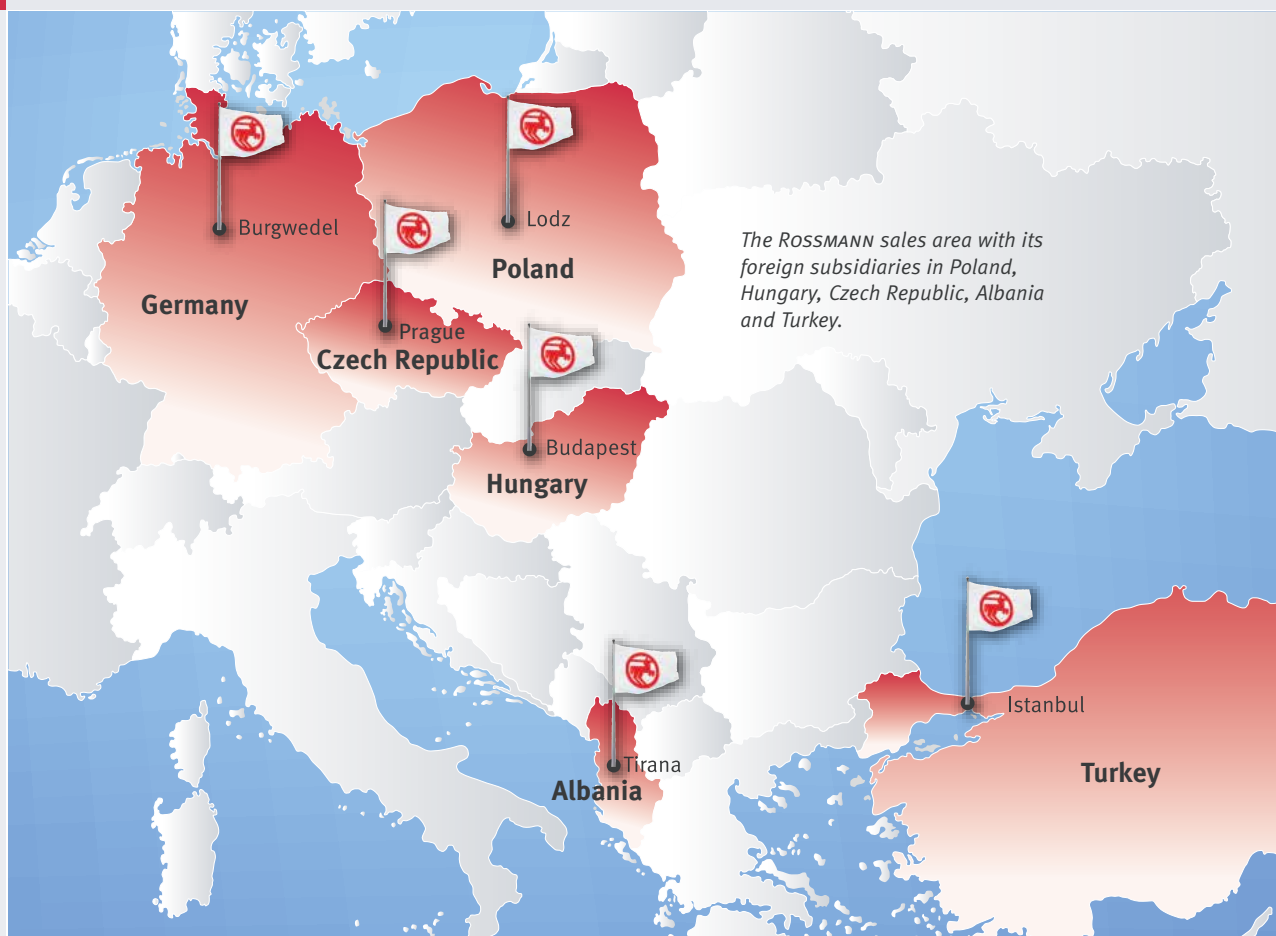 Burgwedel
Lodz
The ROSSMANN sales area with its
foreign subsidiaries in Poland,
Hungary, Czech Republic, Albania
and Turkey.
Poland
Germany
Prague
Czech Republic
Budapest
Hungary
Istanbul
Tirana
Turkey
Albania